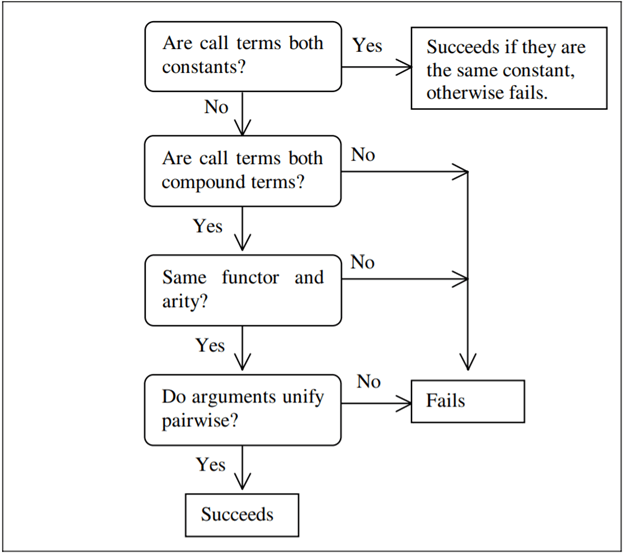 Are call terms both
constants?
Yes
Succeeds if they are
the same constant,
otherwise fails.
No
Are call terms both
compound terms?
No
Yes
Same functor and
arity?
No
Yes
Do arguments unify
pairwise?
No
Fails
Yes
Succeeds